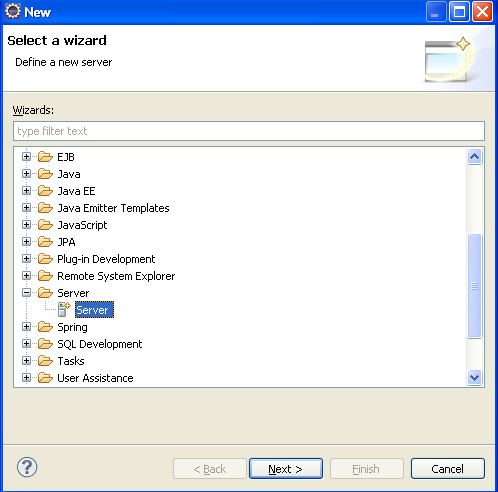 New
Select a wizard
Define a new server
Wizards:
type filter text
EJB
Java
Java EE
Java Emitter Templates
JavaScript
JPA
Plug-in Development
Remote System Explorer
Server
Server
Spring
SQL Development
Tasks
User Assistance
?
< Back
Next >
Finish
Cancel